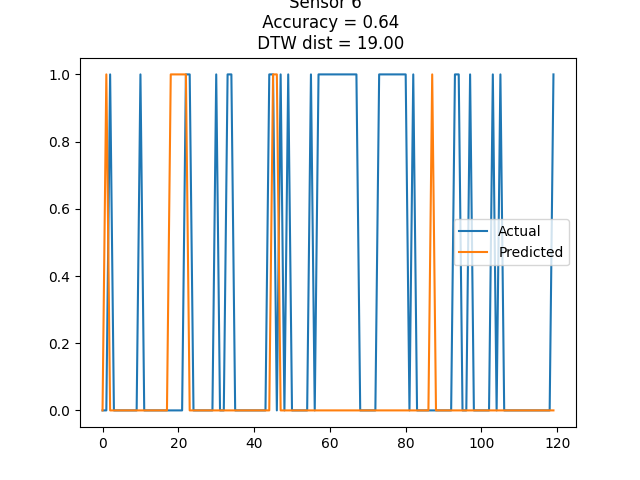 Sensor 6
Accuracy = 0.64
DTW dist = 19.00
1.0
0.8
0.6
0.4
0.2
0.0
Actual
Predicted
0 20 40 60 80 100 120